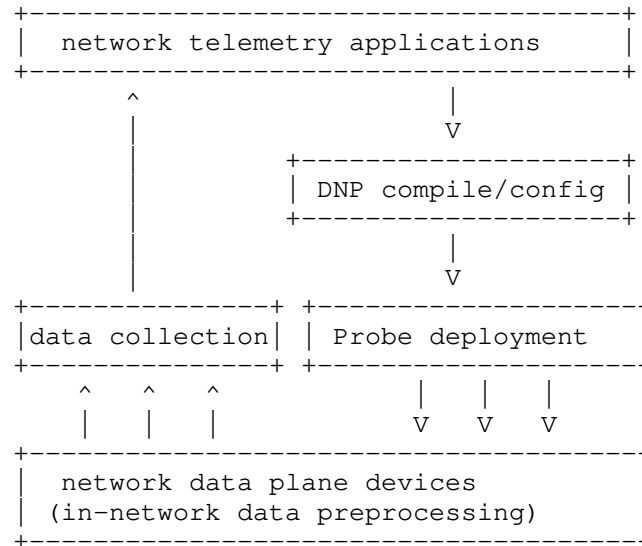 network telemetry applications
DNP compile/config
data collection
Probe deployment
network data plane devices
(in-network data preprocessing)